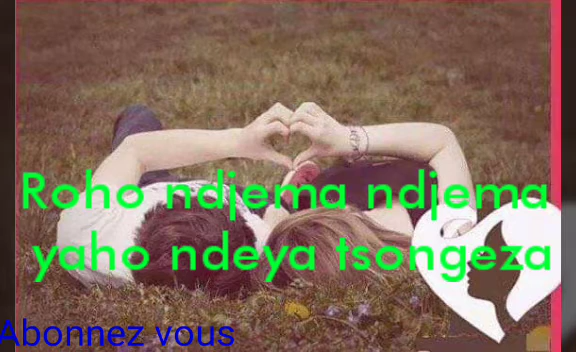 Roho ndjema ndjema
yaho ndeya tsongeza
Abonnez vous